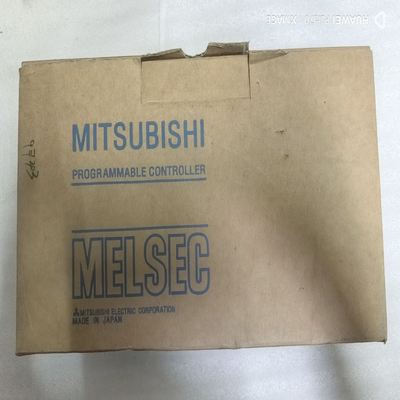 MITSUBISHI
PROGRAMMABLE CONTROLLER
MELSEC
MITSUBISHI ELECTRIC CORPORATION
MADE IN JAPAN